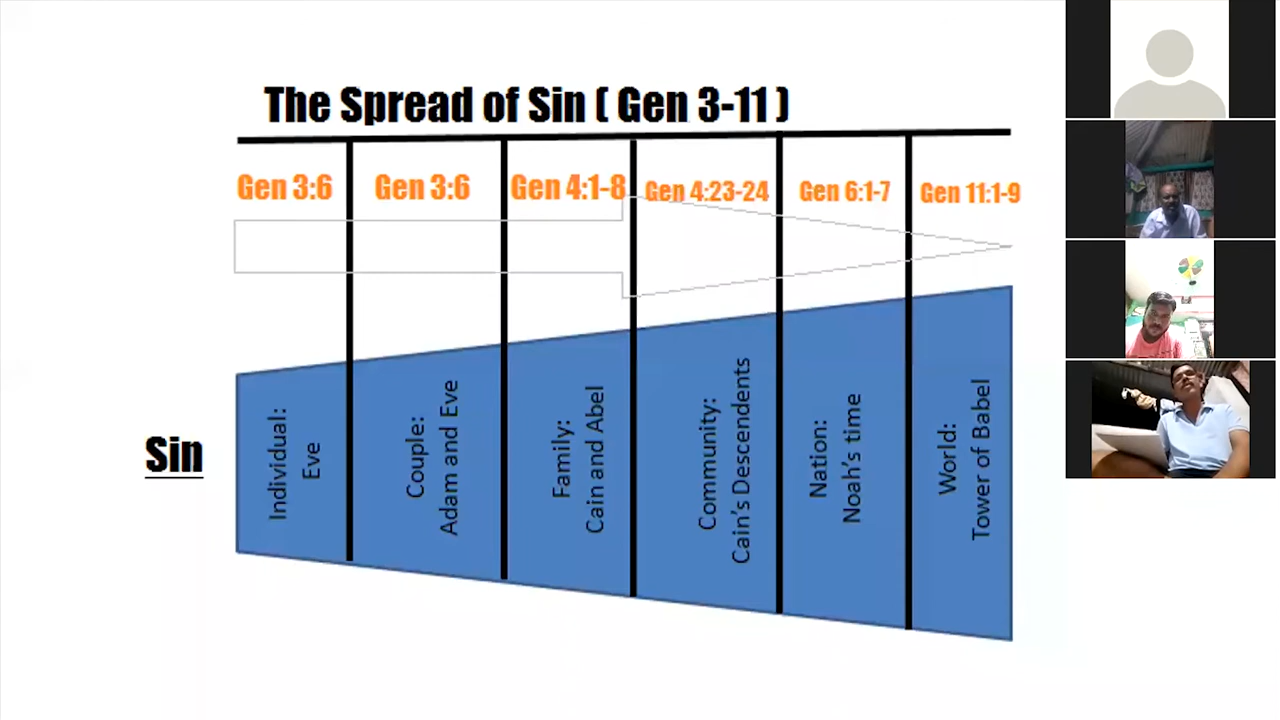 The Spread of Sin ( Gen 3-11 )
Gen 3:6
Gen 3:6
Gen 4:1-8
Gen 4:23-24
Gen 6:1-7
Gen 11:1-9
Sin
Individual:
Eve
Couple:
Adam and Eve
Family:
Cain and Abel
Community:
Cain's Descendents
Nation:
Noah's time
World:
Tower of Babel